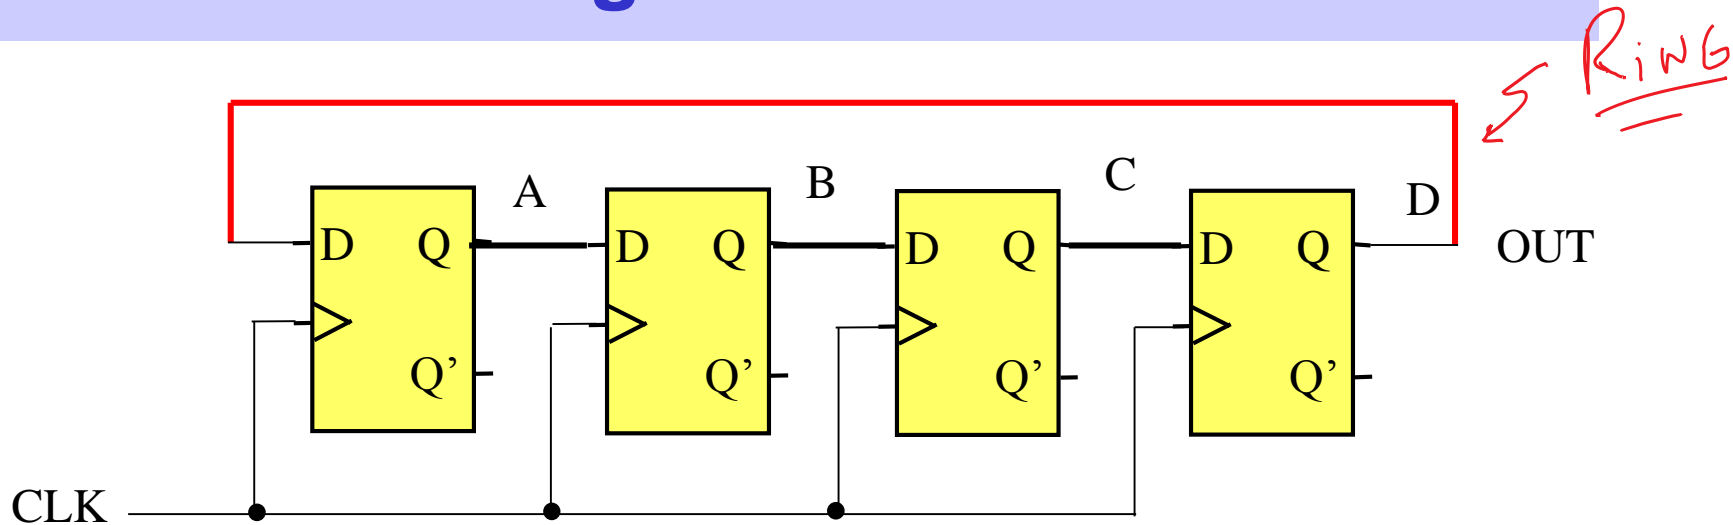 RiNG
A B C D
D Q D Q D Q D Q OUT
Q’ Q’ Q’ Q’
CLK